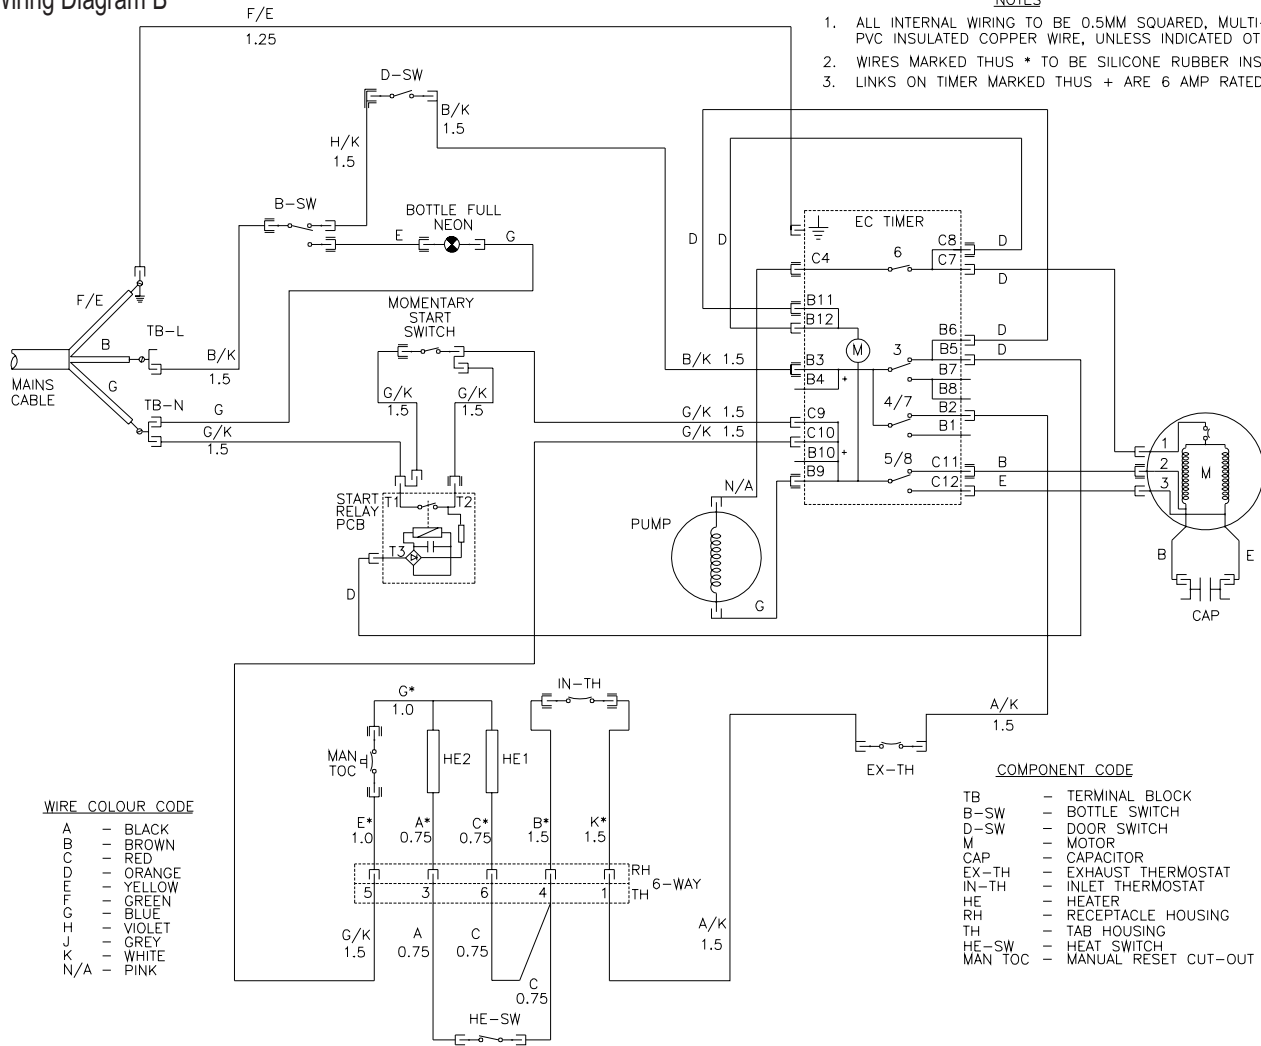 Wiring Diagram B
NOTES
1. ALL INTERNAL WIRING TO BE 0.5MM SQUARED, MULTI-
PVC INSULATED COPPER WIRE, UNLESS INDICATED OT
2. WIRES MARKED THUS * TO BE SILICONE RUBBER INS
3. LINKS ON TIMER MARKED THUS + ARE 6 AMP RATED
F/E
1.25
D-SW
B/K
1.5
H/K
1.5
B-SW
BOTTLE FULL
NEON
E
G
D
D
EC TIMER
C4
6
C8
D
C7
D
B11
B12
M
B6
D
B5
D
3
B3
B/K 1.5
B4
+
B7
B8
4/7
B2
B1
G/K 1.5
C9
G/K 1.5
C10
B10
+
B9
5/8
C11
B
C12
E
F/E
MAINS
CABLE
B
G
TB-L
B/K
1.5
TB-N
G
G/K
1.5
MOMENTARY
START
SWITCH
G/K
1.5
G/K
1.5
START
RELAY
PCB
T1
T2
T3
D
N/A
PUMP
G
1
2
3
M
B
E
CAP
G*
1.0
MAN
TOC
HE2
HE1
IN-TH
A/K
1.5
EX-TH
E*
1.0
A*
0.75
C*
0.75
B*
1.5
K*
1.5
RH
6-WAY
TH
5
3
6
4
1
G/K
1.5
A
0.75
C
0.75
C
0.75
A/K
1.5
HE-SW
WIRE COLOUR CODE
A - BLACK
B - BROWN
C - RED
D - ORANGE
E - YELLOW
F - GREEN
G - BLUE
H - VIOLET
J - GREY
K - WHITE
N/A - PINK
COMPONENT CODE
TB - TERMINAL BLOCK
B-SW - BOTTLE SWITCH
D-SW - DOOR SWITCH
M - MOTOR
CAP - CAPACITOR
EX-TH - EXHAUST THERMOSTAT
IN-TH - INLET THERMOSTAT
HE - HEATER
RH - RECEPTACLE HOUSING
TH - TAB HOUSING
HE-SW - HEAT SWITCH
MAN TOC - MANUAL RESET CUT-OUT